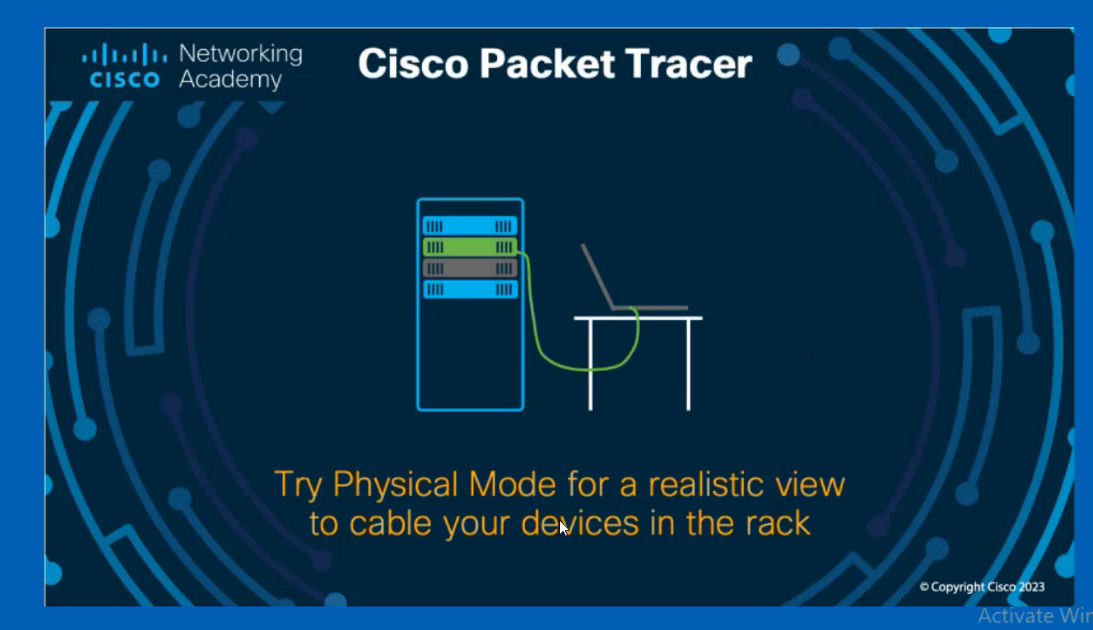 Networking
CISCO Academy
Cisco Packet Tracer
Try Physical Mode for a realistic view
to cable your devices in the rack
© Copyright Cisco 2023
Activate